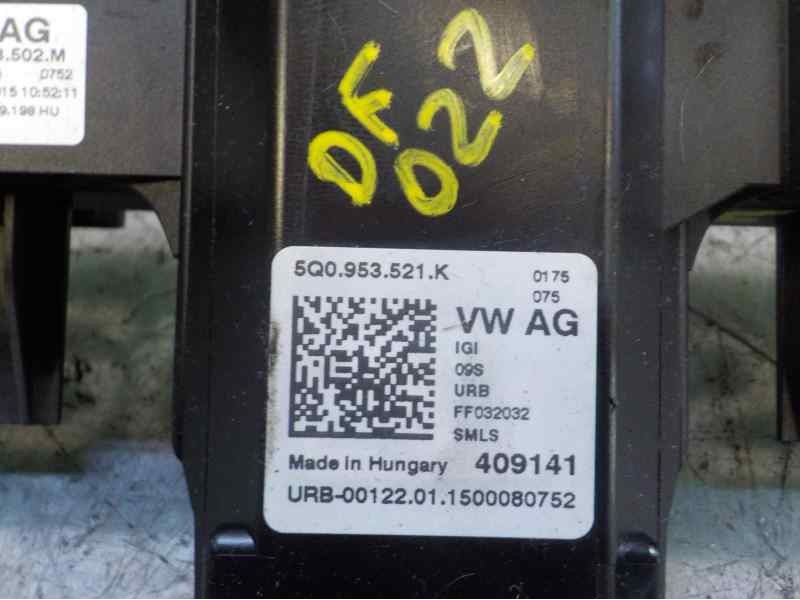 AG
.502.M
0752
015 10:52:11
9.198 HU
DF
022
5Q0.953.521.K
0175
075
VW AG
IGI
09S
URB
FF032032
SMLS
Made in Hungary 409141
URB-00122.01.1500080752